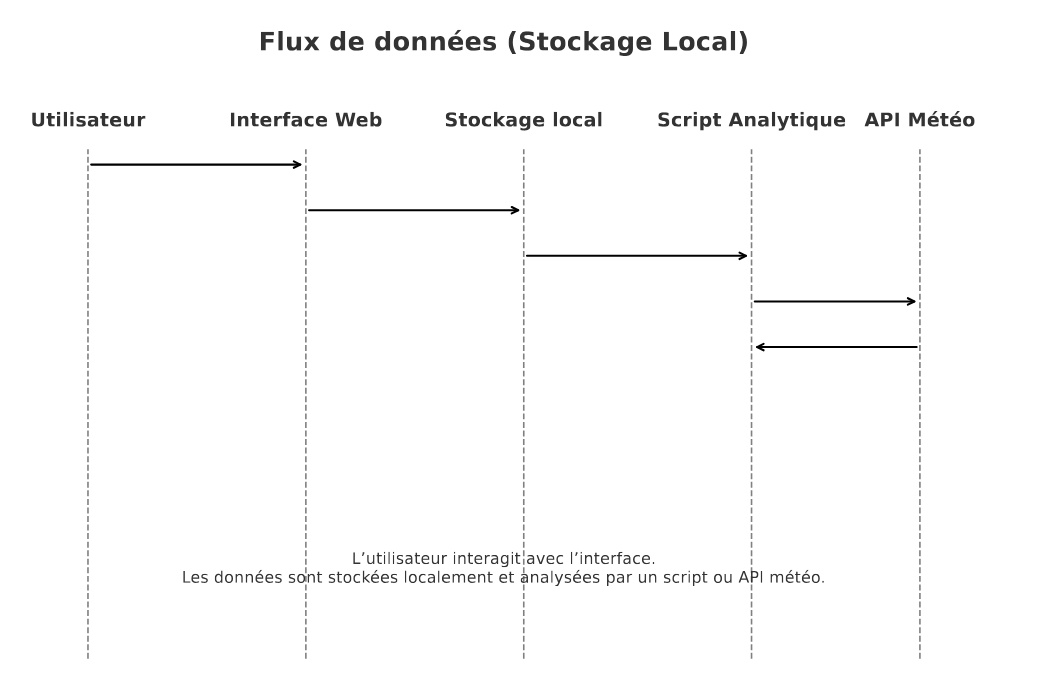 Flux de données (Stockage Local)
Utilisateur Interface Web Stockage local Script Analytique API Météo
L’utilisateur interagit avec l’interface.
Les données sont stockées localement et analysées par un script ou API météo.